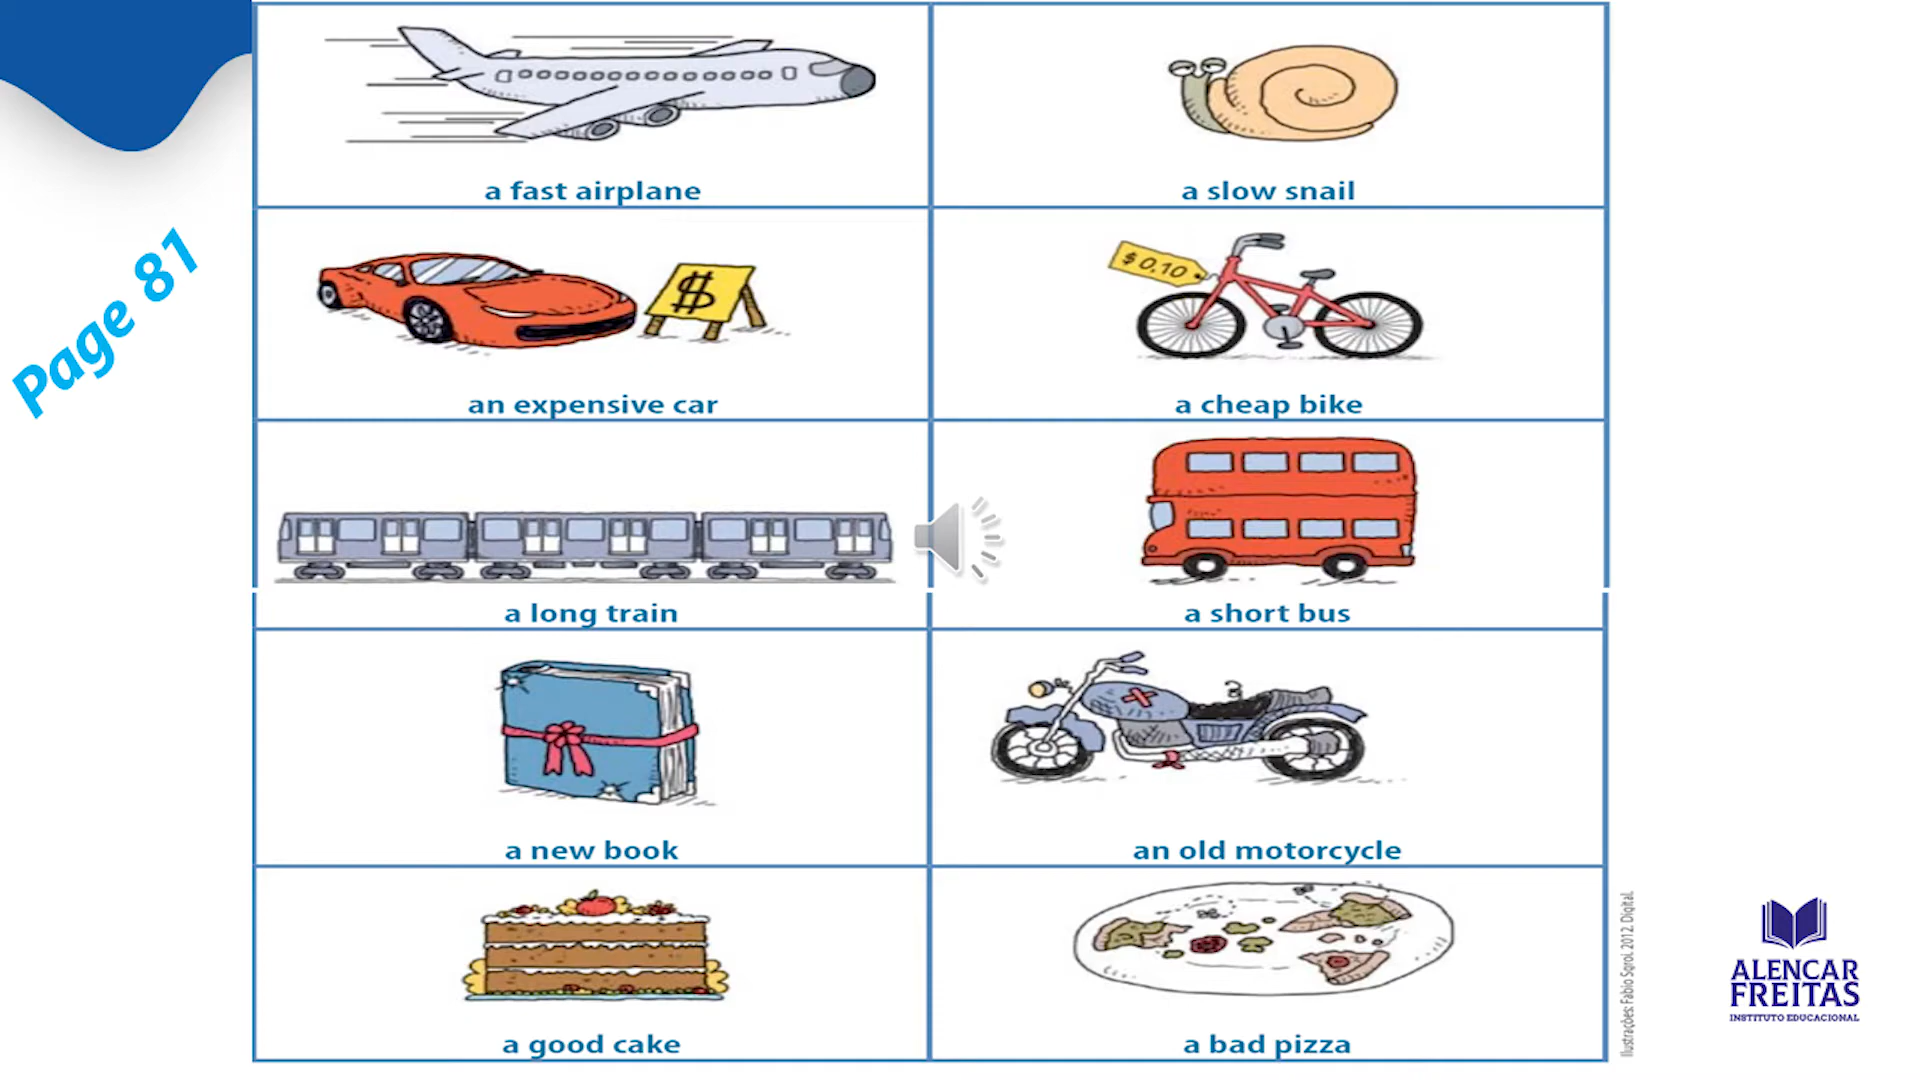 Page 81
a fast airplane
a slow snail
$
an expensive car
$ 0,10
a cheap bike
a long train
a short bus
a new book
an old motorcycle
a good cake
a bad pizza
Ilustrações: Fabio Sgroi. 2012. Digital.
ALENCAR
FREITAS
INSTITUTO EDUCACIONAL